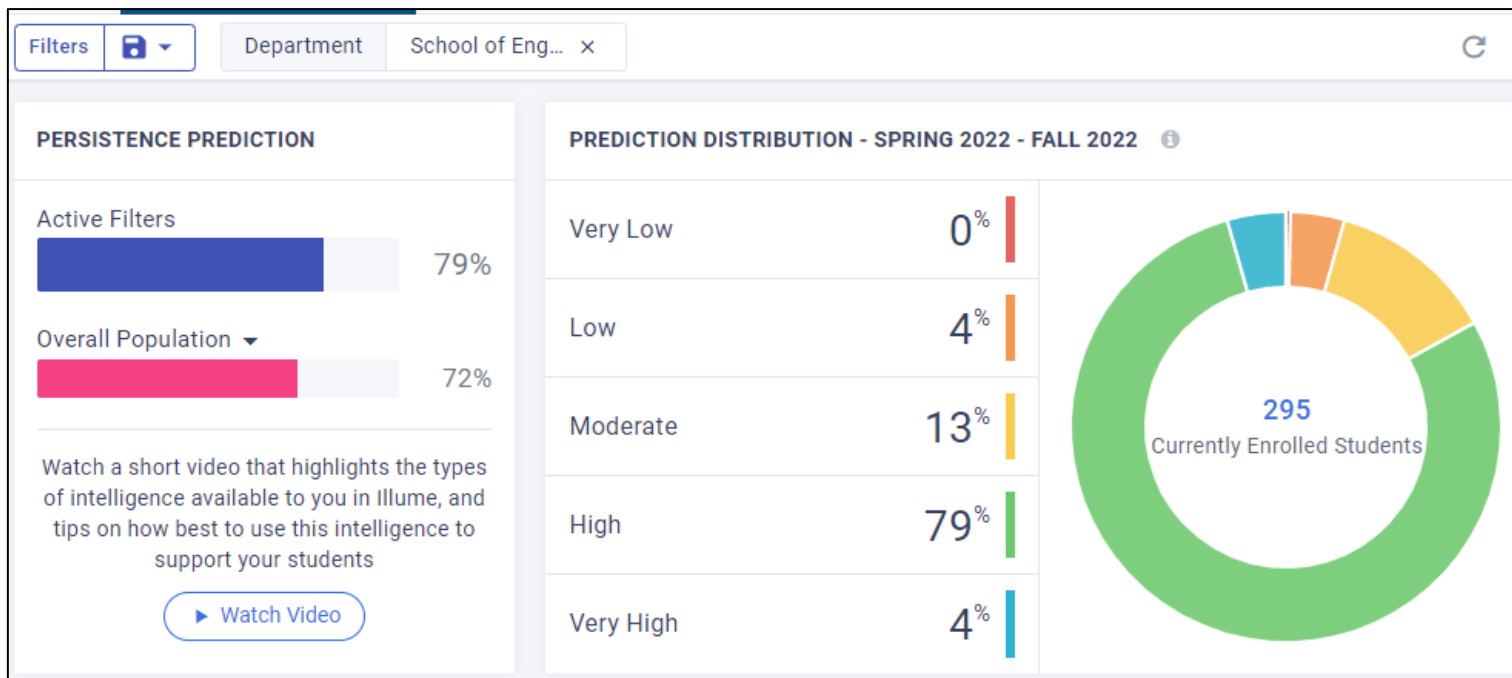 Filters
Department
School of Eng...
PERSISTENCE PREDICTION
Active Filters
79%
Overall Population
72%
Watch a short video that highlights the types
of intelligence available to you in Illume, and
tips on how best to use this intelligence to
support your students
Watch Video
PREDICTION DISTRIBUTION - SPRING 2022 - FALL 2022
Very Low 0%
Low 4%
Moderate 13%
High 79%
Very High 4%
295
Currently Enrolled Students